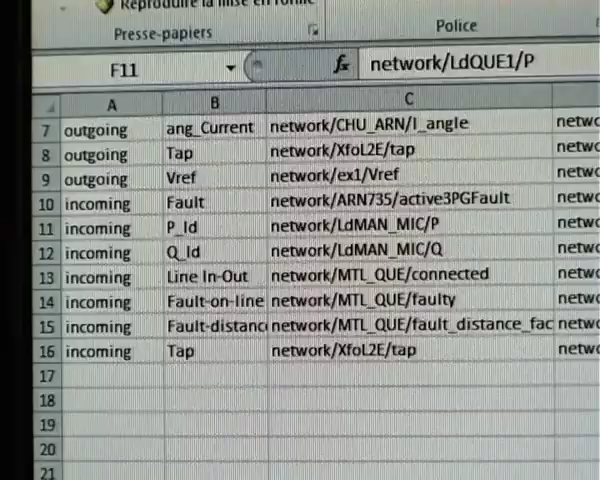 Reproduire la mise en forme
Presse-papiers Police
F11 fx network/LdQUE1/P
A B C
7 outgoing ang_Current network/CHU_ARN/I_angle netwo
8 outgoing Tap network/XfoL2E/tap netwo
9 outgoing Vref network/ex1/Vref netwo
10 incoming Fault network/ARN735/active3PGFault netwo
11 incoming P_ld network/LdMAN_MIC/P netwo
12 incoming Q_ld network/LdMAN_MIC/Q netwo
13 incoming Line In-Out network/MTL_QUE/connected netwo
14 incoming Fault-on-line network/MTL_QUE/faulty netwo
15 incoming Fault-distanc network/MTL_QUE/fault_distance_fac netwo
16 incoming Tap network/XfoL2E/tap netwo
17
18
19
20
21